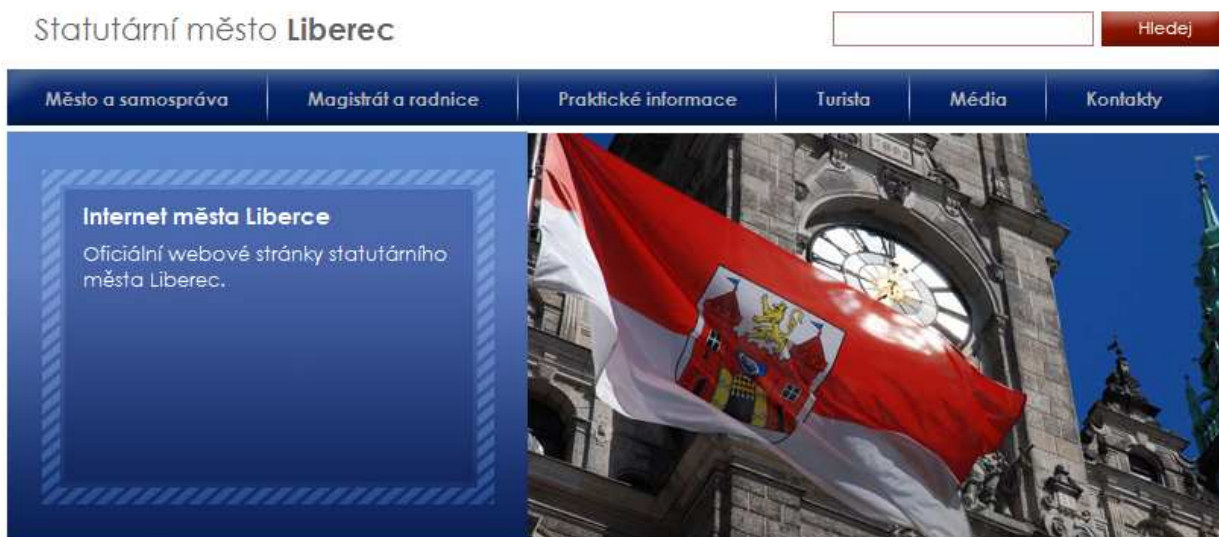 Statutární město Liberec
Hledej
Město a samospráva
Magistrát a radnice
Praktické informace
Turista
Média
Kontakty
Internet města Liberce
Oficiální webové stránky statutárního
města Liberec.